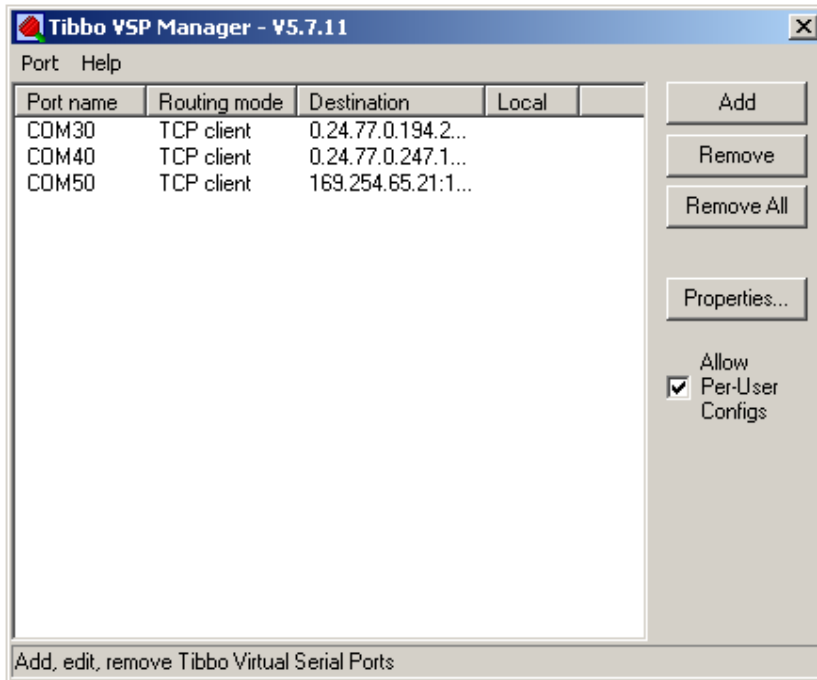 Tibbo VSP Manager - V5.7.11
Port Help
Port name Routing mode Destination Local
COM30 TCP client 0.24.77.0.194.2...
COM40 TCP client 0.24.77.0.247.1...
COM50 TCP client 169.254.65.21:1...
Add
Remove
Remove All
Properties...
Allow
Per-User
Configs
Add, edit, remove Tibbo Virtual Serial Ports